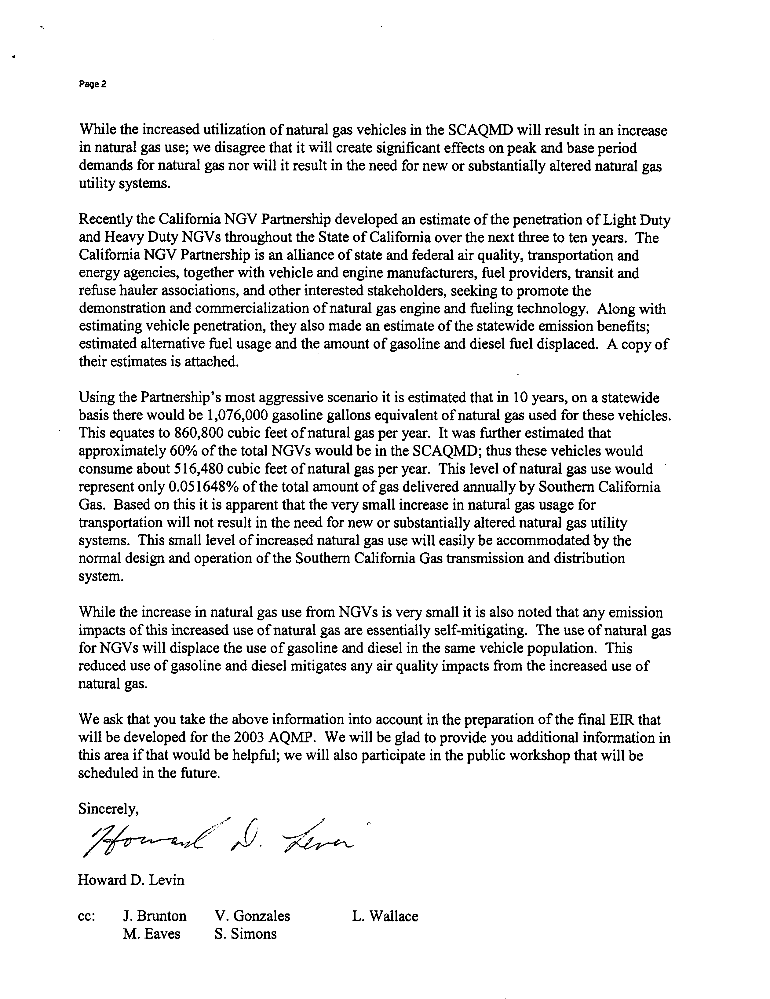 Page 2
While the increased utilization of natural gas vehicles in the SCAQMD will result in an increase
in natural gas use; we disagree that it will create significant effects on peak and base period
demands for natural gas nor will it result in the need for new or substantially altered natural gas
utility systems.
Recently the California NGV Partnership developed an estimate of the penetration of Light Duty
and Heavy Duty NGVs throughout the State of California over the next three to ten years. The
California NGV Partnership is an alliance of state and federal air quality, transportation and
energy agencies, together with vehicle and engine manufacturers, fuel providers, transit and
refuse hauler associations, and other interested stakeholders, seeking to promote the
demonstration and commercialization of natural gas engine and fueling technology. Along with
estimating vehicle penetration, they also made an estimate of the statewide emission benefits;
estimated alternative fuel usage and the amount of gasoline and diesel fuel displaced. A copy of
their estimates is attached.
Using the Partnership's most aggressive scenario it is estimated that in 10 years, on a statewide
basis there would be 1,076,000 gasoline gallons equivalent of natural gas used for these vehicles.
This equates to 860,800 cubic feet of natural gas per year. It was further estimated that
approximately 60% of the total NGVs would be in the SCAQMD; thus these vehicles would
consume about 516,480 cubic feet of natural gas per year. This level of natural gas use would
represent only 0.051648% of the total amount of gas delivered annually by Southern California
Gas. Based on this it is apparent that the very small increase in natural gas usage for
transportation will not result in the need for new or substantially altered natural gas utility
systems. This small level of increased natural gas use will easily be accommodated by the
normal design and operation of the Southern California Gas transmission and distribution
system.
While the increase in natural gas use from NGVs is very small it is also noted that any emission
impacts of this increased use of natural gas are essentially self-mitigating. The use of natural gas
for NGVs will displace the use of gasoline and diesel in the same vehicle population. This
reduced use of gasoline and diesel mitigates any air quality impacts from the increased use of
natural gas.
We ask that you take the above information into account in the preparation of the final EIR that
will be developed for the 2003 AQMP. We will be glad to provide you additional information in
this area if that would be helpful; we will also participate in the public workshop that will be
scheduled in the future.
Sincerely,
Howard D. Levin
Howard D. Levin
cc: J. Brunton V. Gonzales L. Wallace
M. Eaves S. Simons